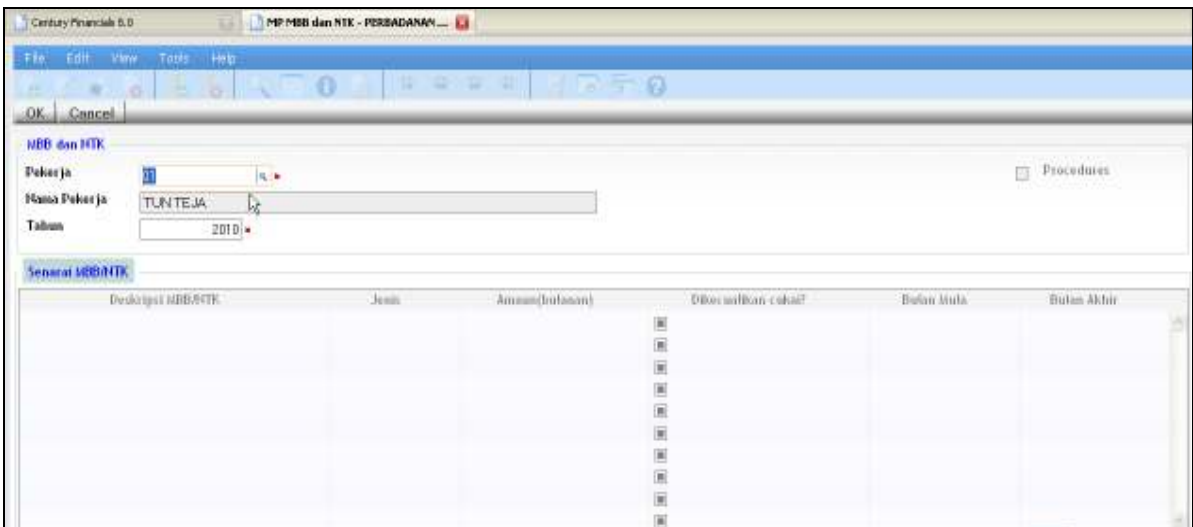 Century Financials 6.0
MP MBB dan NTK - PERBADANAN ...
File Edit View Tools Help
OK Cancel
MBB dan NTK
Pekerja 01
Procedures
Nama Pekerja TUN TEJA
Tahun 2010
Senarai MBB/NTK
Deskripsi MBB/NTK Jenis Amaun(bulanan) Dikecualikan cukai? Bulan Mula Bulan Akhir